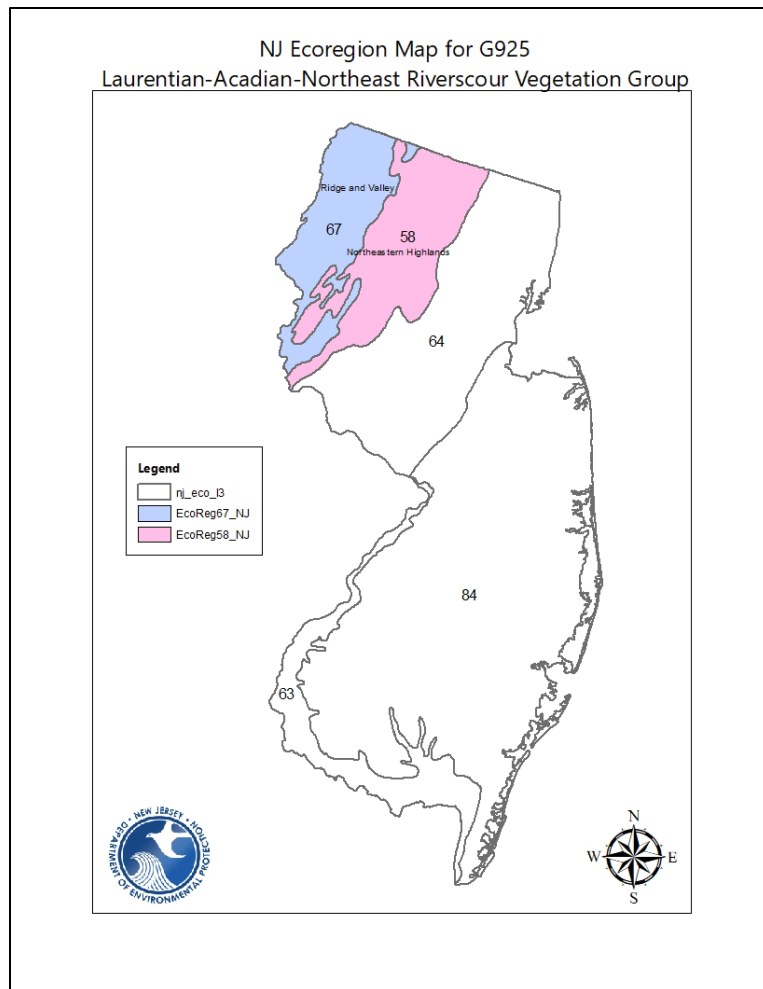 NJ Ecoregion Map for G925
Laurentian-Acadian-Northeast Riverscour Vegetation Group
Ridge and Valley
67
58
Northeastern Highlands
64
Legend
nj_eco_l3
EcoReg67_NJ
EcoReg58_NJ
84
63
NEW JERSEY
DEPARTMENT OF ENVIRONMENTAL PROTECTION
N
W
E
S